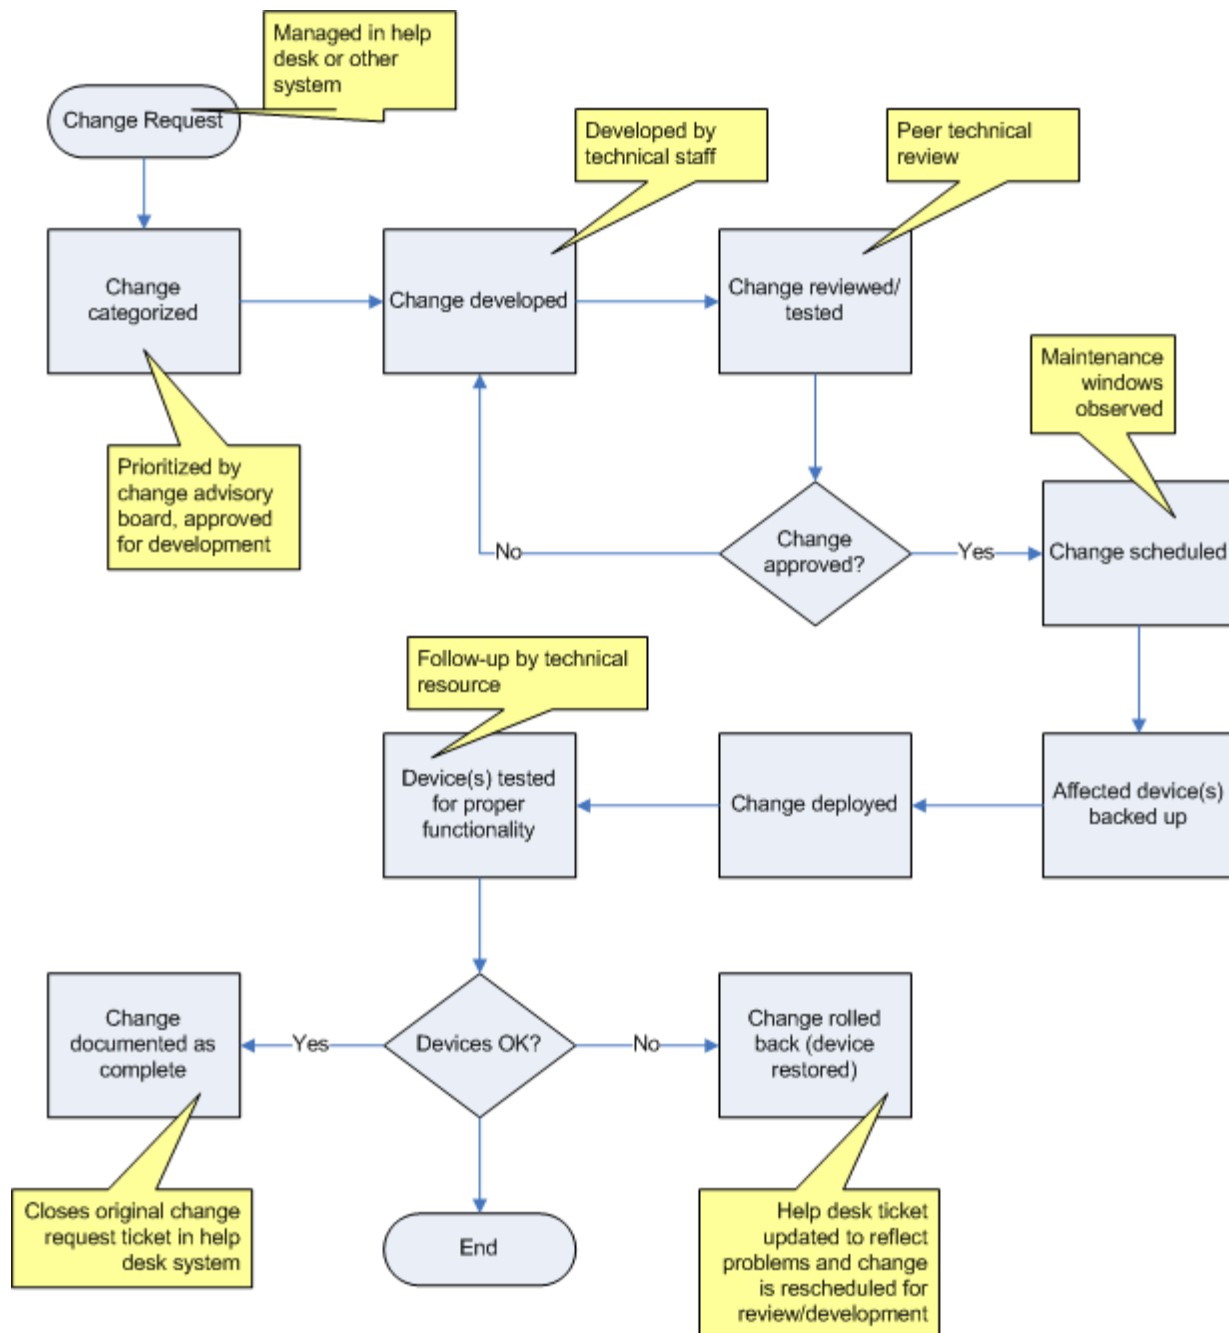 Managed in help
desk or other
system
Change Request
Developed by
technical staff
Peer technical
review
Change
categorized
Change developed
Change reviewed/
tested
Prioritized by
change advisory
board, approved
for development
Maintenance
windows
observed
No
Change
approved?
Yes
Change scheduled
Follow-up by technical
resource
Device(s) tested
for proper
functionality
Change deployed
Affected device(s)
backed up
Change
documented as
complete
Yes
Devices OK?
No
Change rolled
back (device
restored)
Closes original change
request ticket in help
desk system
End
Help desk ticket
updated to reflect
problems and change
is rescheduled for
review/development